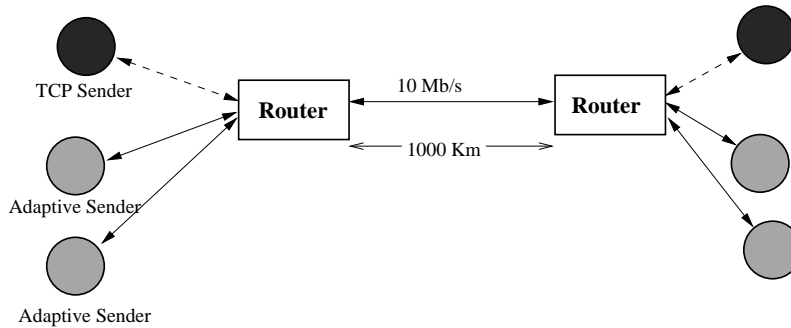 TCP Sender
Router
10 Mb/s
Router
1000 Km
Adaptive Sender
Adaptive Sender